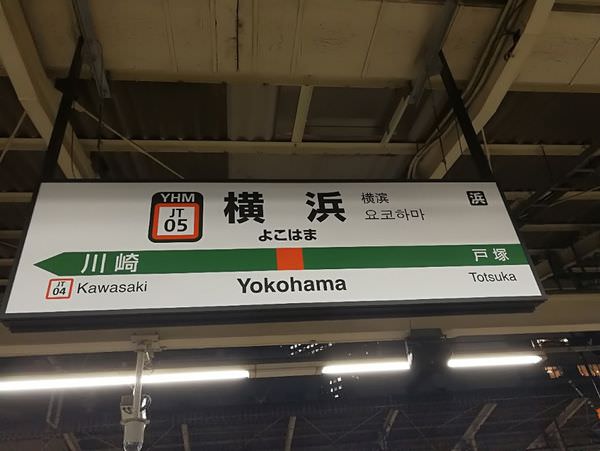 YHM
JT
05
横浜
横滨
요코하마
浜
よこはま
川崎
戸塚
JT
04
Kawasaki
Yokohama
Totsuka